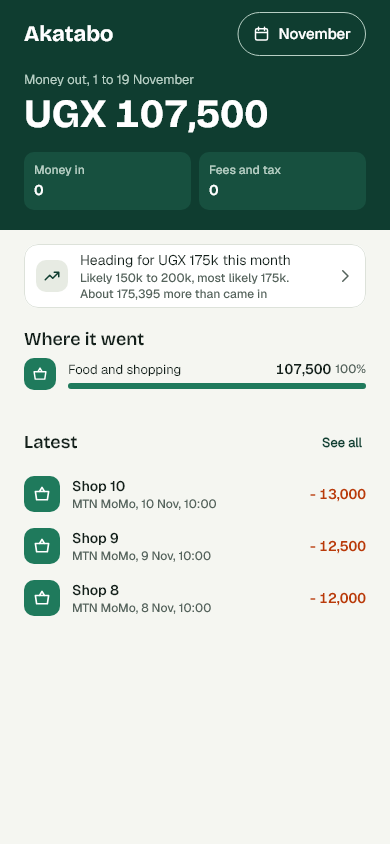 Akatabo
November
Money out, 1 to 19 November
UGX 107,500
Money in
0
Fees and tax
0
Heading for UGX 175k this month
Likely 150k to 200k, most likely 175k.
About 175,395 more than came in
Where it went
Food and shopping 107,500 100%
Latest See all
Shop 10
MTN MoMo, 10 Nov, 10:00
- 13,000
Shop 9
MTN MoMo, 9 Nov, 10:00
- 12,500
Shop 8
MTN MoMo, 8 Nov, 10:00
- 12,000